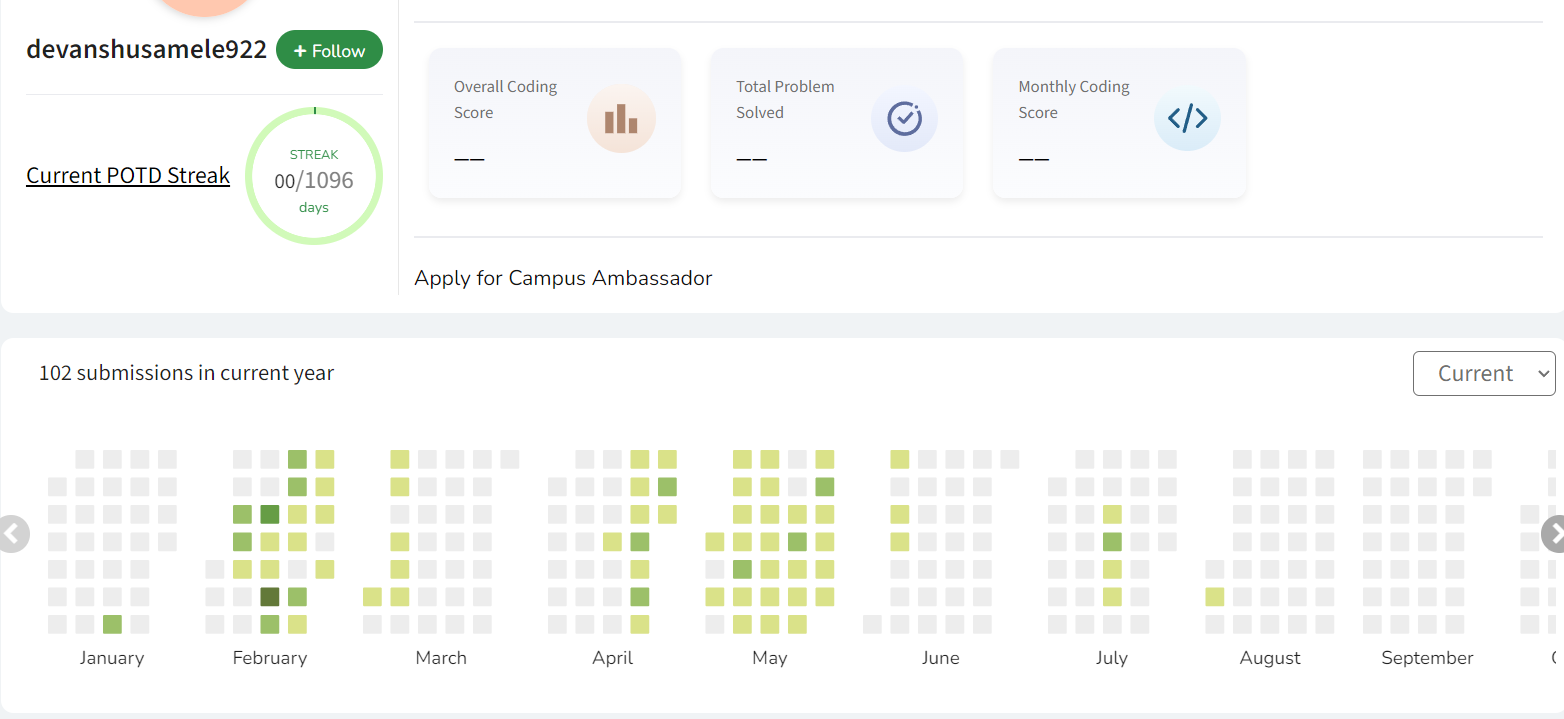 devanshusamele922
+ Follow
Current POTD Streak
STREAK
00/1096
days
Overall Coding
Score
__
Total Problem
Solved
__
Monthly Coding
Score
__
Apply for Campus Ambassador
102 submissions in current year
Current
January
February
March
April
May
June
July
August
September